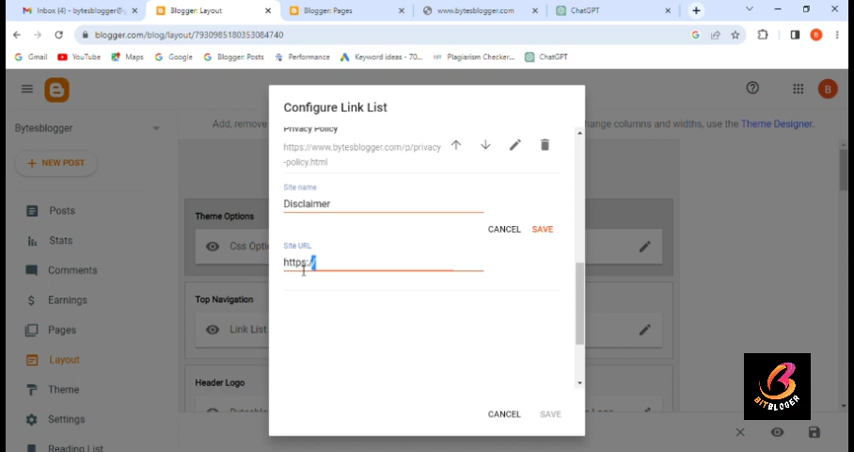 Inbox (4) - bytesblogger@g
Blogger: Layout
Blogger: Pages
www.bytesblogger.com
ChatGPT
blogger.com/blog/layout/7930985180353084740
Gmail
YouTube
Maps
Google
Blogger: Posts
Performance
Keyword ideas - 70...
Plagiarism Checker...
ChatGPT
B
Bytesblogger
Add, remove
change columns and widths, use the Theme Designer.
NEW POST
Posts
Stats
Comments
Earnings
Pages
Layout
Theme
Settings
Reading List
Theme Options
Css Optio
Top Navigation
Link List
Header Logo
Configure Link List
Privacy Policy
https://www.bytesblogger.com/p/privacy
-policy.html
Site name
Disclaimer
CANCEL SAVE
Site URL
https:/
CANCEL SAVE
BITBLOGER